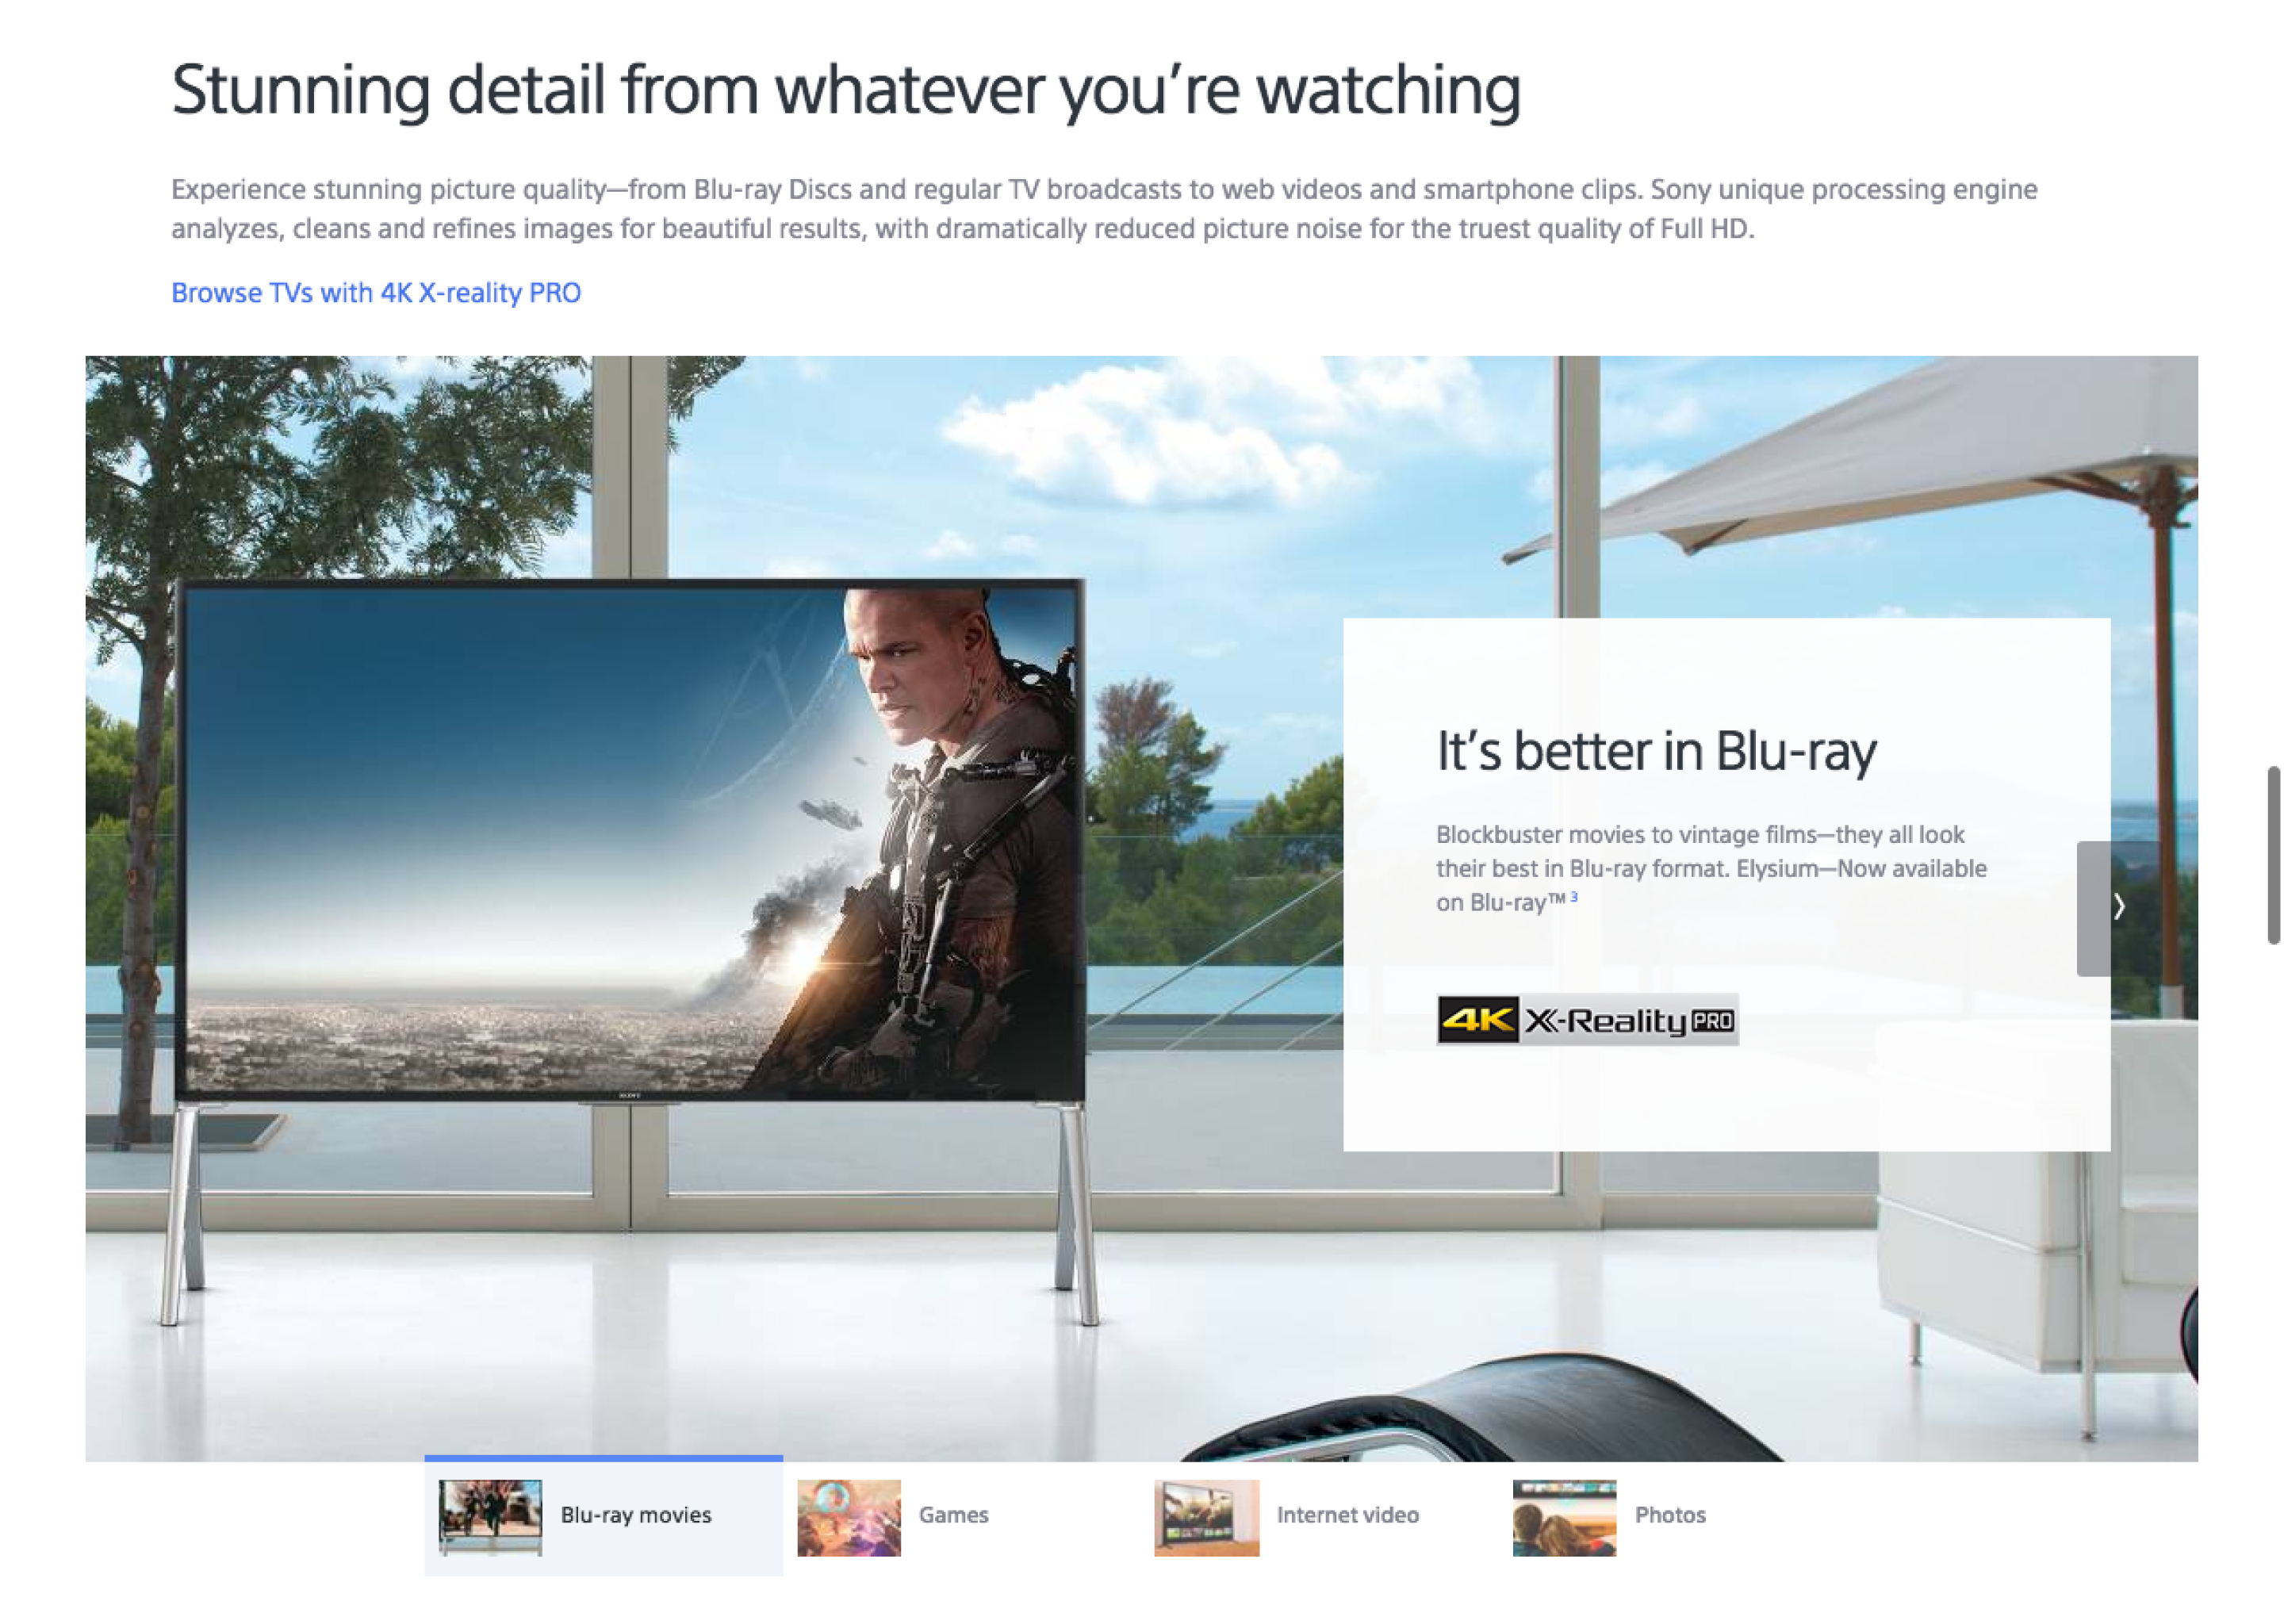 Stunning detail from whatever you're watching
Experience stunning picture quality—from Blu-ray Discs and regular TV broadcasts to web videos and smartphone clips. Sony unique processing engine
analyzes, cleans and refines images for beautiful results, with dramatically reduced picture noise for the truest quality of Full HD.
Browse TVs with 4K X-reality PRO
SONY
It's better in Blu-ray
Blockbuster movies to vintage films—they all look
their best in Blu-ray format. Elysium—Now available
on Blu-ray™ 3
4K X-Reality PRO
Blu-ray movies
Games
Internet video
Photos